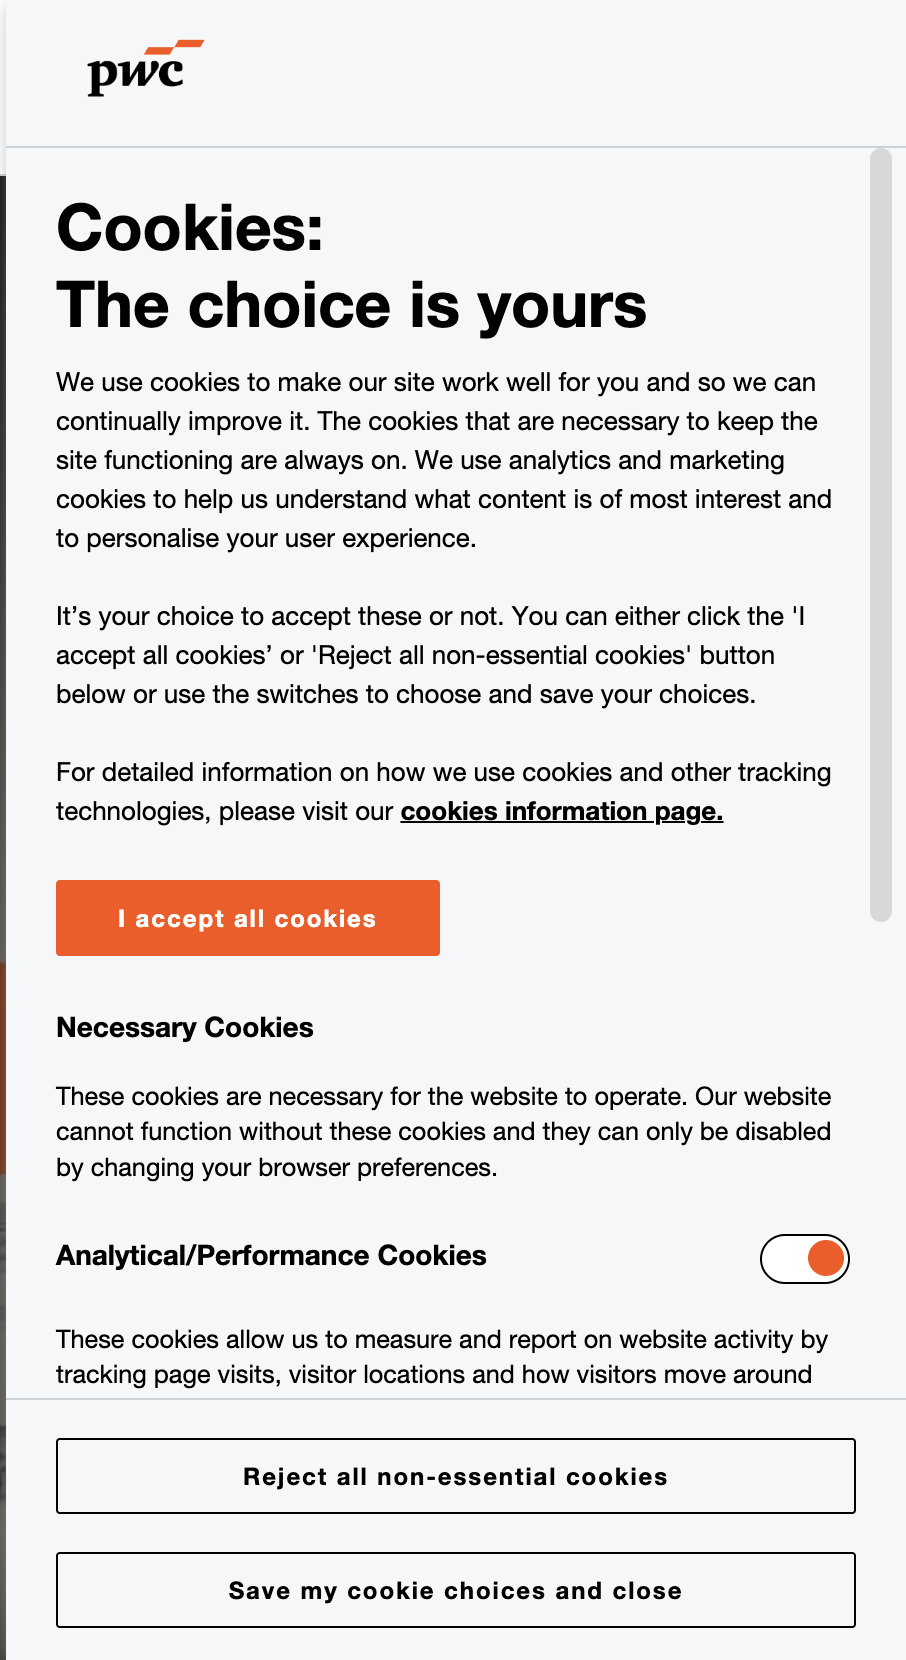 pwc
Cookies:
The choice is yours
We use cookies to make our site work well for you and so we can
continually improve it. The cookies that are necessary to keep the
site functioning are always on. We use analytics and marketing
cookies to help us understand what content is of most interest and
to personalise your user experience.
It’s your choice to accept these or not. You can either click the 'I
accept all cookies’ or 'Reject all non-essential cookies' button
below or use the switches to choose and save your choices.
For detailed information on how we use cookies and other tracking
technologies, please visit our cookies information page.
I accept all cookies
Necessary Cookies
These cookies are necessary for the website to operate. Our website
cannot function without these cookies and they can only be disabled
by changing your browser preferences.
Analytical/Performance Cookies
These cookies allow us to measure and report on website activity by
tracking page visits, visitor locations and how visitors move around
Reject all non-essential cookies
Save my cookie choices and close